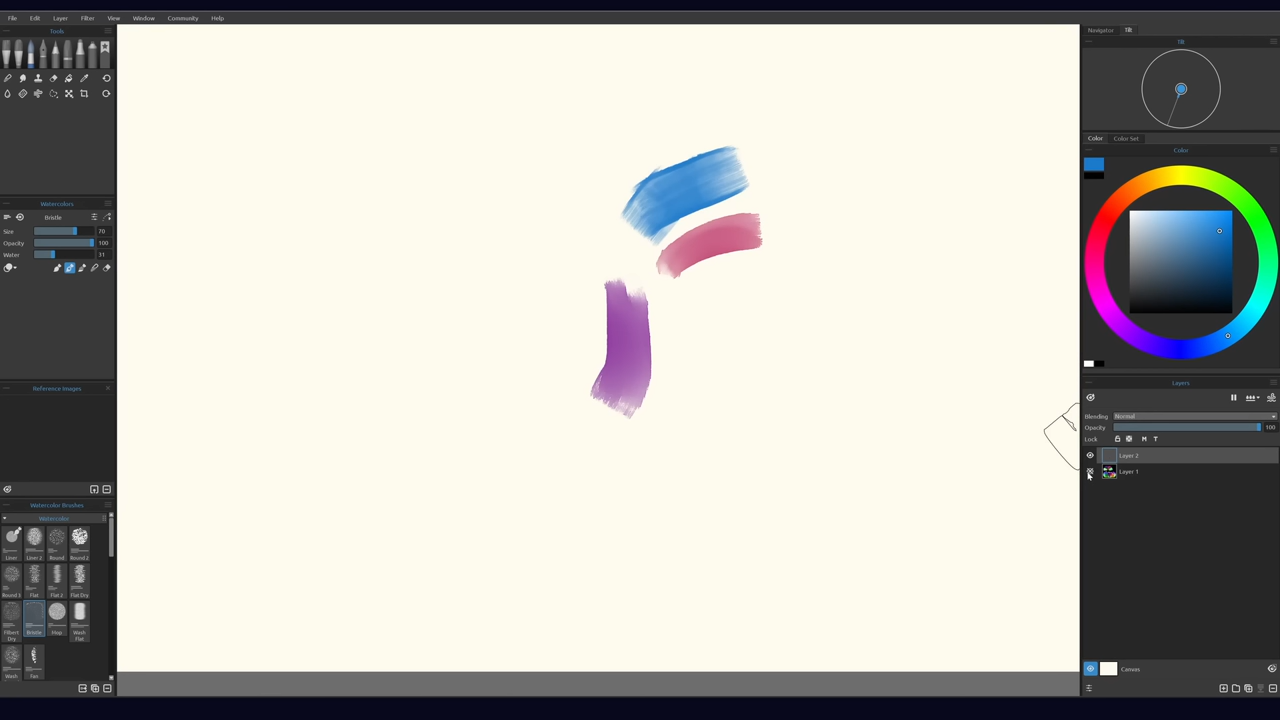 File Edit Layer Filter View Window Community Help
Tools
Navigator Tilt
Tilt
Color Color Set
Color
Watercolors
Bristle
Size 70
Opacity 100
Water 31
Reference Images
Layers
Blending Normal
Opacity 100
Lock M T
Layer 2
Layer 1
Watercolor Brushes
Watercolor
Liner Liner 2 Round Round 2
Round 3 Flat Flat 2 Flat Dry
Filbert Dry Bristle Mop Wash Flat
Wash Fan
Canvas